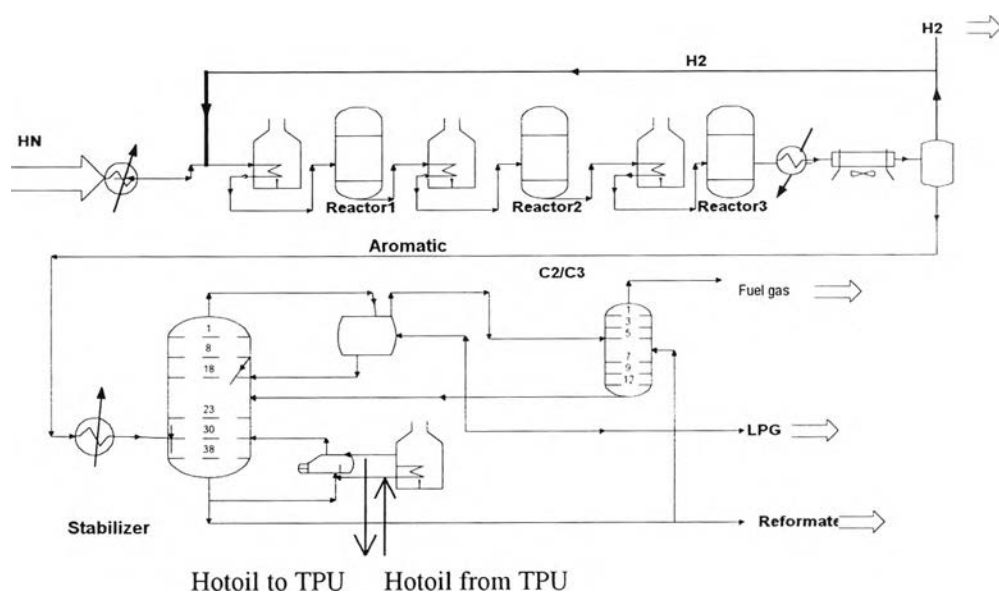 H2
H2
HN
Reactor1
Reactor2
Reactor3
Aromatic
C2/C3
Fuel gas
1
3
5
7
9
12
1
8
18
23
30
38
LPG
Stabilizer
Reformate
Hotoil to TPU
Hotoil from TPU